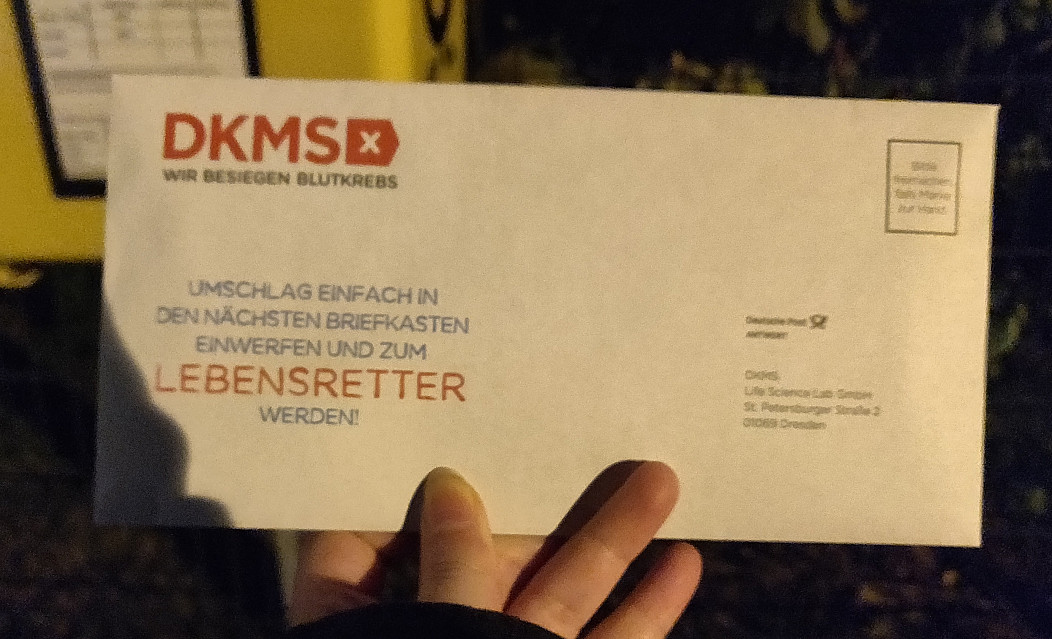 DKMS
WIR BESIEGEN BLUTKREBS
Bitte
freimachen
falls Marke
zur Hand
UMSCHLAG EINFACH IN
DEN NÄCHSTEN BRIEFKASTEN
EINWERFEN UND ZUM
LEBENSRETTER
WERDEN!
Deutsche Post
ANTWORT
DKMS
Life Science Lab GmbH
St. Petersburger Straße 2
01069 Dresden